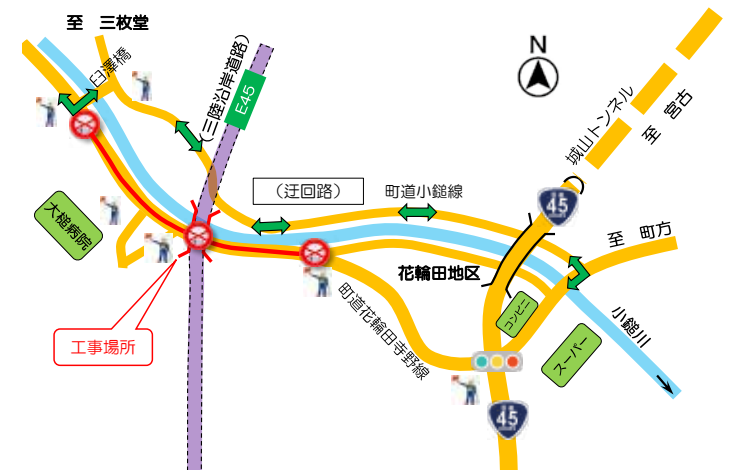 至 三枚堂
臼澤橋
(三陸沿岸道路)
E45
N
城山トンネル
至 宮古
(迂回路)
町道小鎚線
45
至 町方
大槌病院
花輪田地区
コンビニ
小鎚川
スーパー
町道花輪田寺野線
工事場所
45